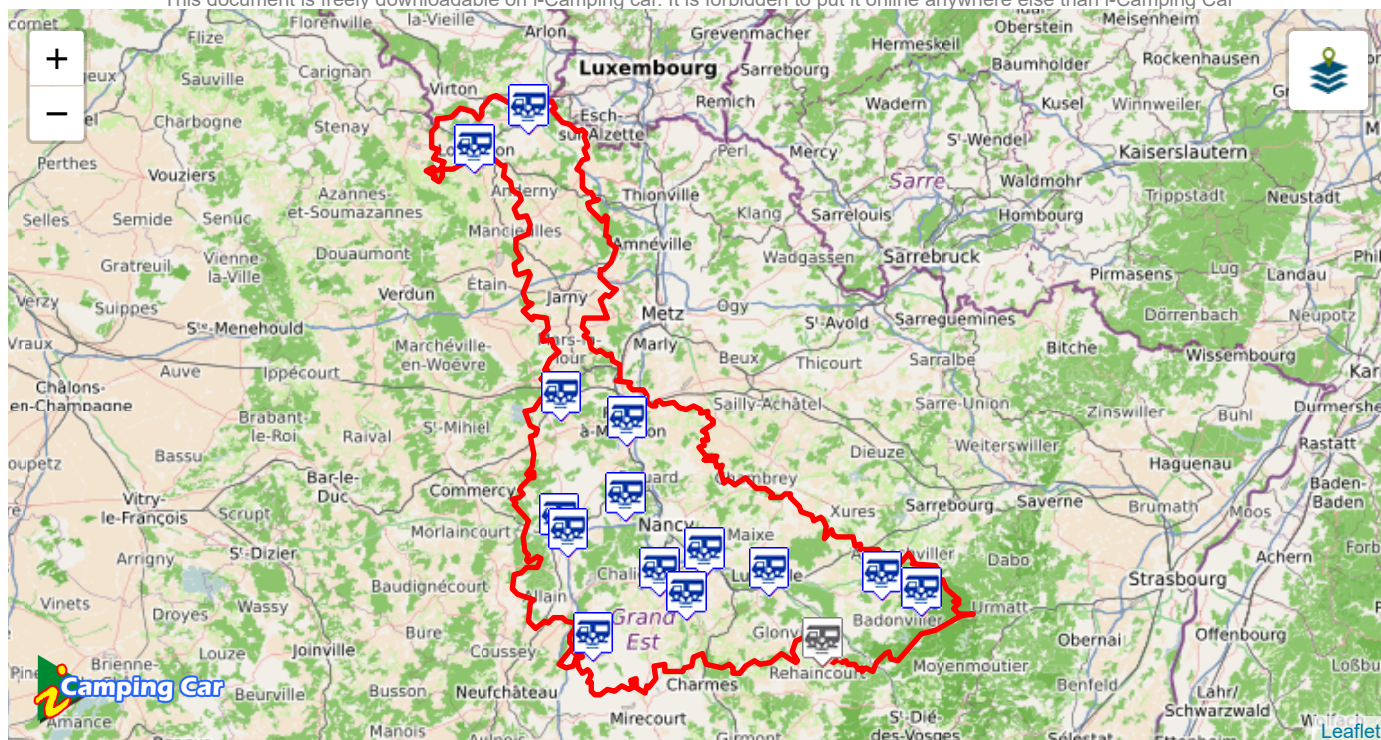 This document is freely downloadable on i-Camping car. It is forbidden to put it online anywhere else than i-Camping Car
Florenville
la-Vieille
Arlon
Grevenmacher
Oberstein
Meisenheim
Flize
Hermeskeil
Rockenhausen
Carignan
Luxembourg
Sarrebourg
Baumholder
+
Sauville
Virton
Remich
Wadern
Kusel
Winnweiler
−
Charbogne
Stenay
Esch-
sur-Alzette
St-Wendel
Perl
Mercy
Kaiserslautern
Perthes
Vouziers
Azannes-
et-Soumazannes
Anderny
Thionville
Sarre
Waldmohr
Trippstadt
Neustadt
Selles
Semide
Senuc
Klang
Sarrelouis
Hombourg
Mancieulles
Amnéville
Douaumont
Vienne-
la-Ville
Gratreuil
Wadgassen
Sarrebruck
Pirmasens
Lug
Landau
Étain
Verdun
Jarny
Verzy
Suippes
Metz
Ogy
Dörrenbach
Neupotz
Ste-Menehould
St-Avold
Sarreguemines
Marly
Marchéville-
en-Woëvre
Bitche
Wissembourg
Vraux
Auve
Ippécourt
Beux
Thicourt
Sarralbe
Châlons-
en-Champagne
Sailly-Achâtel
Sarre-Union
Zinswiller
Buhl
Brabant-
le-Roi
Raival
St-Mihiel
Weiterswiller
Rastatt
Bassu
Dieuze
Haguenau
Bar-le-
Duc
Commercy
Baden-
Baden
Vitry-
le-François
Scrupt
Sarrebourg
Saverne
Brumath
Moos
Nancy
Xures
Morlaincourt
Maixe
Arrigny
St-Dizier
Achern
Dabo
Baudignécourt
Strasbourg
Vinets
Droyes
Wassy
Urmatt
Grand
Est
Badonviller
Bure
Obernai
Offenbourg
Brienne-
Louze
Joinville
Coussey
Rehaincourt
Moyenmoutier
Camping Car
Beurville
Busson
Neufchâteau
Charmes
Benfeld
Lahr/
Schwarzwald
Amance
Mirecourt
Manois
St-Dié-
des-Vosges
Leaflet